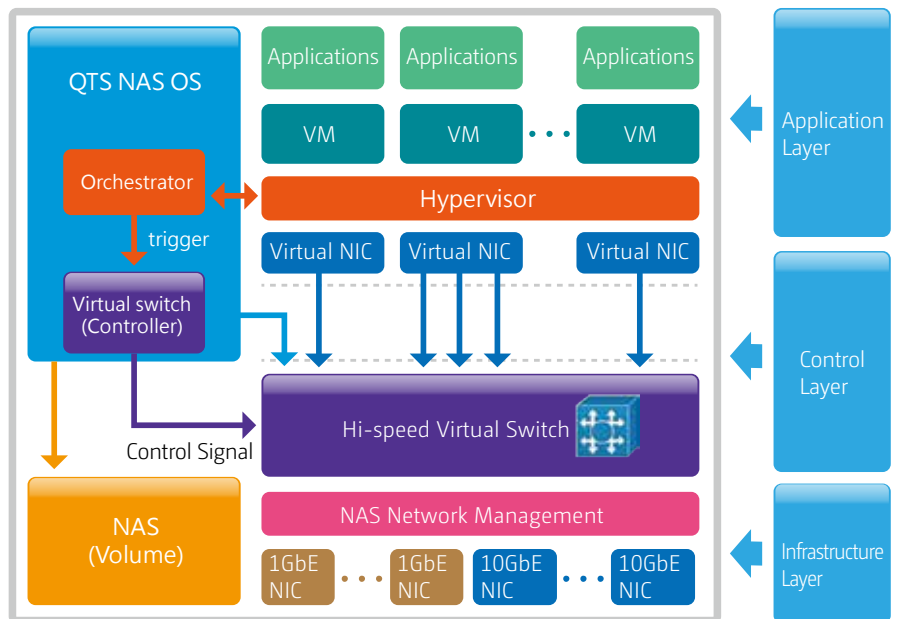 QTS NAS OS
Orchestrator
trigger
Virtual switch
(Controller)
Control Signal
NAS
(Volume)
Applications
Applications
Applications
VM
VM
VM
Hypervisor
Virtual NIC
Virtual NIC
Virtual NIC
Hi-speed Virtual Switch
NAS Network Management
1GbE
NIC
1GbE
NIC
10GbE
NIC
10GbE
NIC
Application
Layer
Control
Layer
Infrastructure
Layer